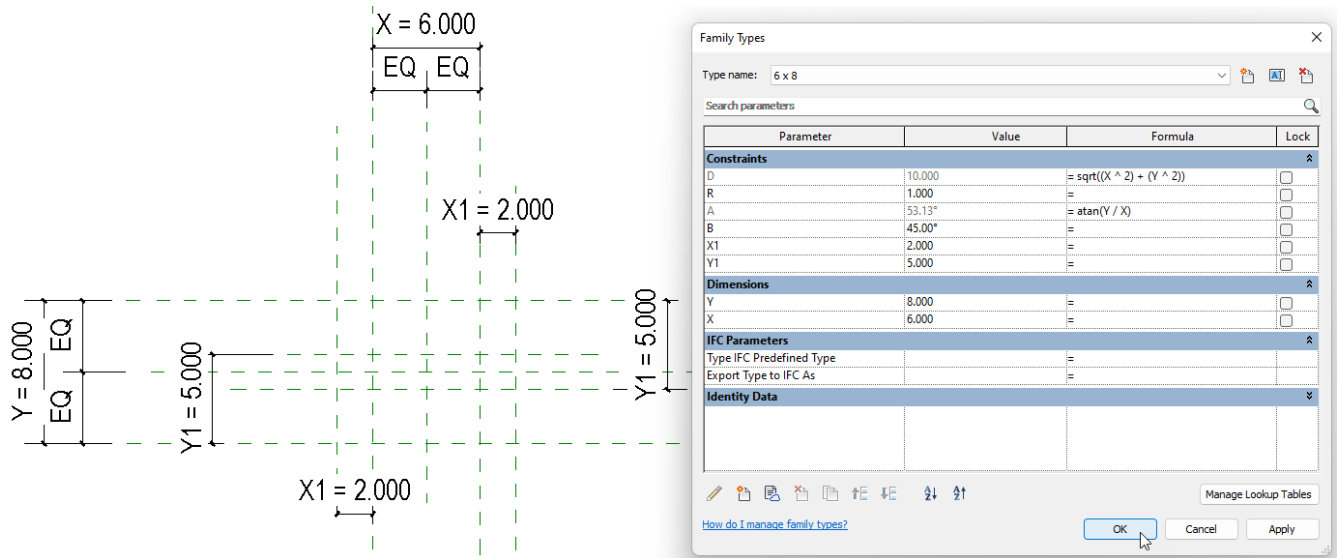 X = 6.000
EQ EQ
X1 = 2.000
Y = 8.000
EQ
EQ
Y1 = 5.000
Y1 = 5.000
X1 = 2.000
Family Types
Type name: 6 x 8
Search parameters
Parameter Value Formula Lock
Constraints
D 10.000 = sqrt((X ^ 2) + (Y ^ 2))
R 1.000 =
A 53.13° = atan(Y / X)
B 45.00° =
X1 2.000 =
Y1 5.000 =
Dimensions
Y 8.000 =
X 6.000 =
IFC Parameters
Type IFC Predefined Type =
Export Type to IFC As =
Identity Data
Manage Lookup Tables
How do I manage family types?
OK Cancel Apply